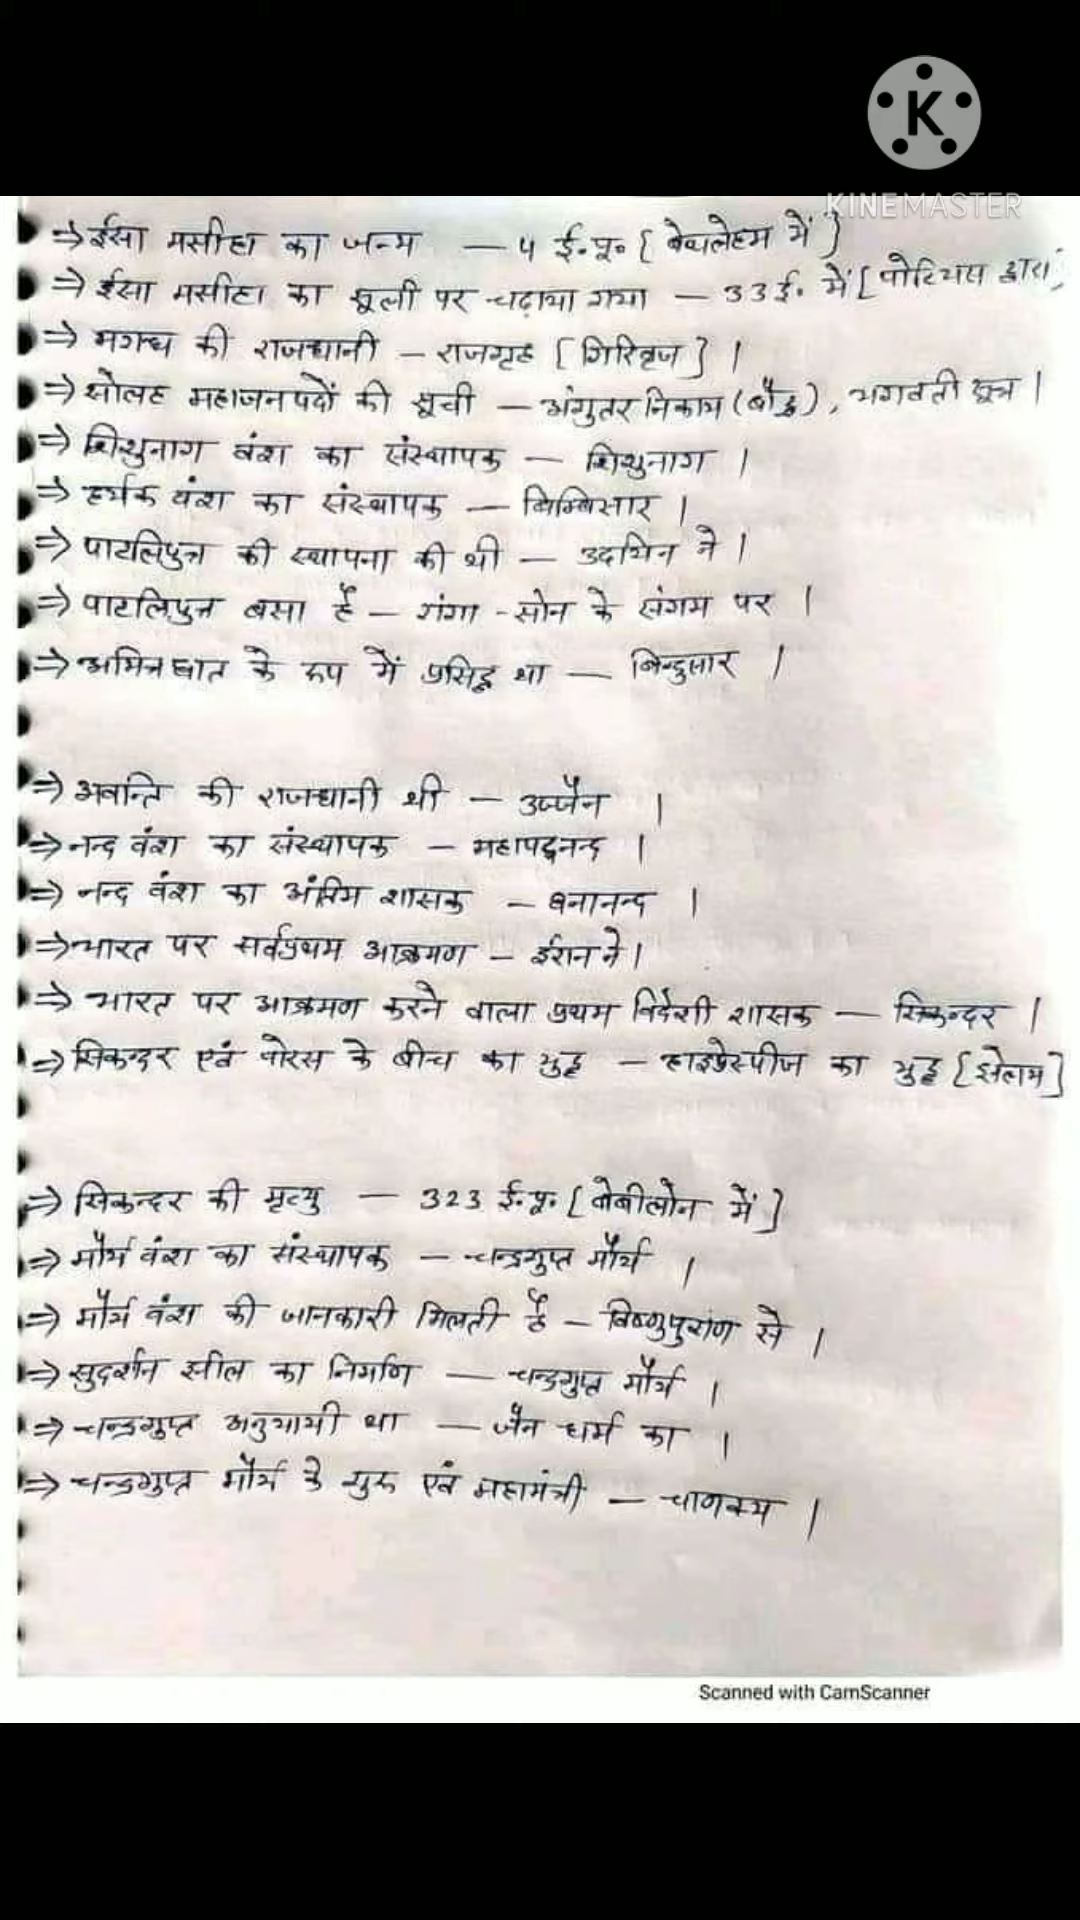 K
KINEMASTER
⇒ ईसा मसीहा का जन्म — 4 ई.पू. [बेथलेहम में]
⇒ ईसा मसीहा का शूली पर चढ़ाया गया — 33ई. में [पोटियस द्वारा]
⇒ मगध की राजधानी — राजगृह [गिरिव्रज] ।
⇒ सोलह महाजनपदों की सूची — अंगुतर निकाय (बौद्ध), भगवती सूत्र ।
⇒ शिशुनाग वंश का संस्थापक — शिशुनाग ।
⇒ हर्यक वंश का संस्थापक — बिम्बिसार ।
⇒ पाटलिपुत्र की स्थापना की थी — उदयिन ने ।
⇒ पाटलिपुत्र बसा है — गंगा - सोन के संगम पर ।
⇒ अमित्रघात के रूप में प्रसिद्ध था — बिन्दुसार ।
⇒ अवन्ति की राजधानी थी — उज्जैन ।
⇒ नन्द वंश का संस्थापक — महापद्मनन्द ।
⇒ नन्द वंश का अंतिम शासक — धनानन्द ।
⇒ भारत पर सर्वप्रथम आक्रमण — ईरान ने ।
⇒ भारत पर आक्रमण करने वाला प्रथम विदेशी शासक — सिकन्दर ।
⇒ सिकन्दर एवं पोरस के बीच का युद्ध — हाइडेस्पीज का युद्ध [झेलम]
⇒ सिकन्दर की मृत्यु — 323 ई.पू. [बेबीलोन में]
⇒ मौर्य वंश का संस्थापक — चन्द्रगुप्त मौर्य ।
⇒ मौर्य वंश की जानकारी मिलती है — विष्णुपुराण से ।
⇒ सुदर्शन झील का निर्माण — चन्द्रगुप्त मौर्य ।
⇒ चन्द्रगुप्त अनुयायी था — जैन धर्म का ।
⇒ चन्द्रगुप्त मौर्य के गुरु एवं महामंत्री — चाणक्य ।
Scanned with CamScanner